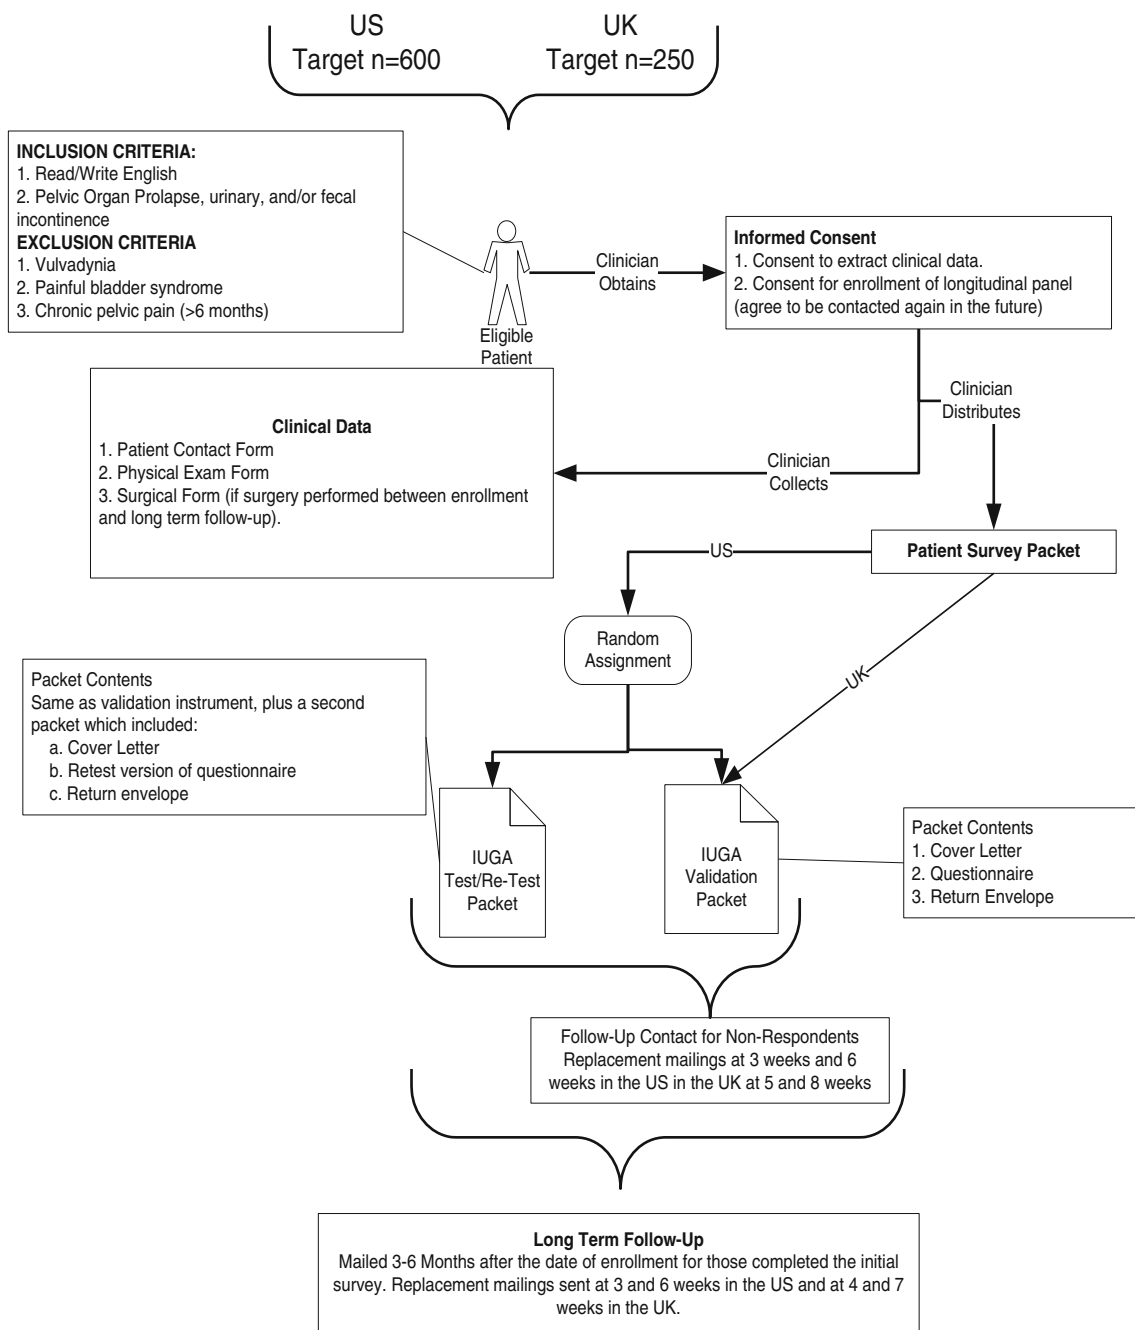 US
Target n=600
UK
Target n=250
INCLUSION CRITERIA:
1. Read/Write English
2. Pelvic Organ Prolapse, urinary, and/or fecal
incontinence
EXCLUSION CRITERIA
1. Vulvadynia
2. Painful bladder syndrome
3. Chronic pelvic pain (>6 months)
Eligible
Patient
Clinician
Obtains
Informed Consent
1. Consent to extract clinical data.
2. Consent for enrollment of longitudinal panel
(agree to be contacted again in the future)
Clinician
Distributes
Clinician
Collects
Clinical Data
1. Patient Contact Form
2. Physical Exam Form
3. Surgical Form (if surgery performed between enrollment
and long term follow-up).
Patient Survey Packet
US
UK
Random
Assignment
Packet Contents
Same as validation instrument, plus a second
packet which included:
a. Cover Letter
b. Retest version of questionnaire
c. Return envelope
IUGA
Test/Re-Test
Packet
IUGA
Validation
Packet
Packet Contents
1. Cover Letter
2. Questionnaire
3. Return Envelope
Follow-Up Contact for Non-Respondents
Replacement mailings at 3 weeks and 6
weeks in the US in the UK at 5 and 8 weeks
Long Term Follow-Up
Mailed 3-6 Months after the date of enrollment for those completed the initial
survey. Replacement mailings sent at 3 and 6 weeks in the US and at 4 and 7
weeks in the UK.